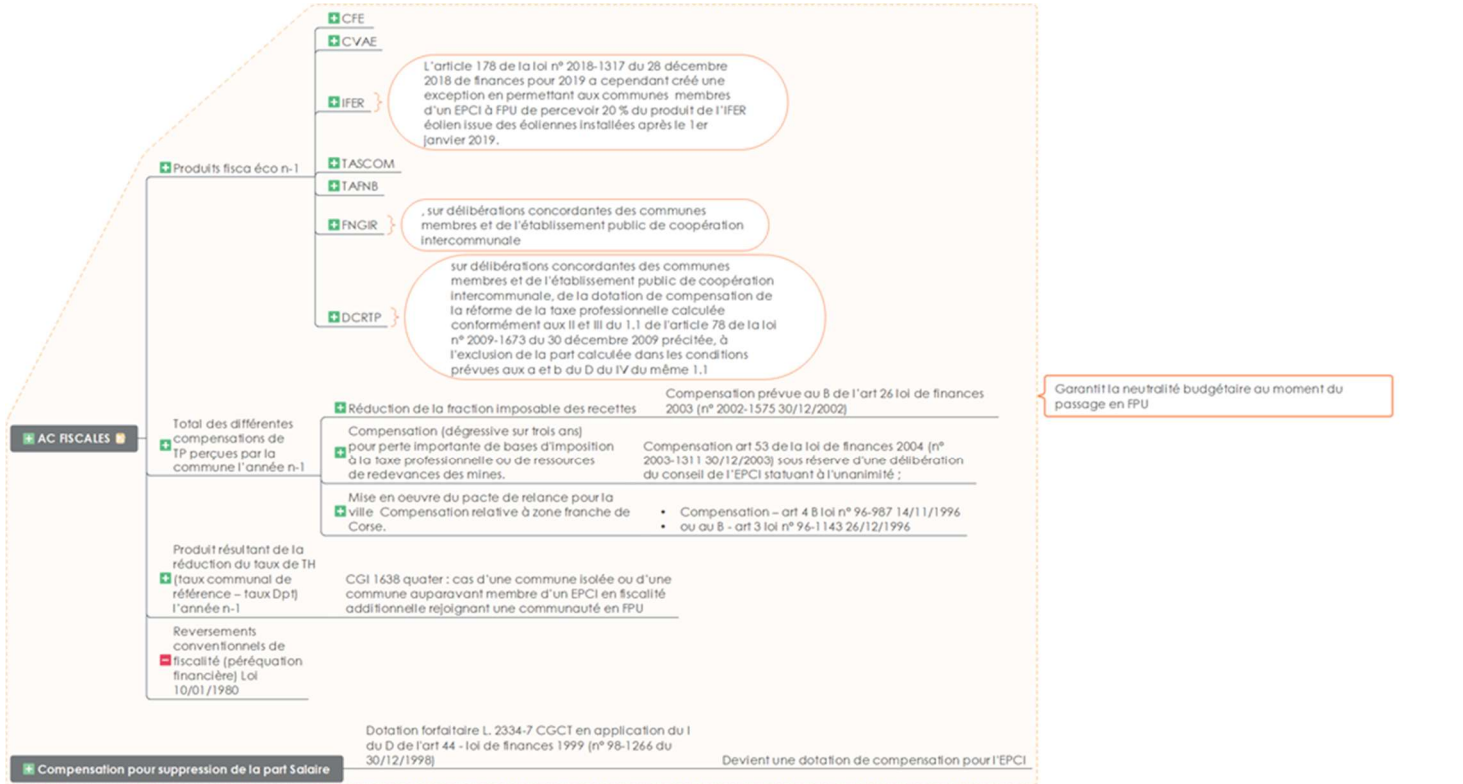 AC FISCALES
Produits fisca éco n-1
CFE
CVAE
IFER
L'article 178 de la loi n° 2018-1317 du 28 décembre
2018 de finances pour 2019 a cependant créé une
exception en permettant aux communes membres
d'un EPCI à FPU de percevoir 20 % du produit de l'IFER
éolien issue des éoliennes installées après le 1er
janvier 2019.
TASCOM
TAFNB
FNGIR
, sur délibérations concordantes des communes
membres et de l'établissement public de coopération
intercommunale
DCRTP
sur délibérations concordantes des communes
membres et de l'établissement public de coopération
intercommunale, de la dotation de compensation de
la réforme de la taxe professionnelle calculée
conformément aux II et III du 1.1 de l'article 78 de la loi
n° 2009-1673 du 30 décembre 2009 précitée, à
l'exclusion de la part calculée dans les conditions
prévues aux a et b du D du IV du même 1.1
Total des différentes
compensations de
TP perçues par la
commune l'année n-1
Réduction de la fraction imposable des recettes
Compensation prévue au B de l'art 26 loi de finances
2003 (n° 2002-1575 30/12/2002)
Compensation (dégressive sur trois ans)
pour perte importante de bases d'imposition
à la taxe professionnelle ou de ressources
de redevances des mines.
Compensation art 53 de la loi de finances 2004 (n°
2003-1311 30/12/2003) sous réserve d'une délibération
du conseil de l'EPCI statuant à l'unanimité ;
Mise en oeuvre du pacte de relance pour la
ville Compensation relative à zone franche de
Corse.
• Compensation – art 4 B loi n° 96-987 14/11/1996
• ou au B - art 3 loi n° 96-1143 26/12/1996
Produit résultant de la
réduction du taux de TH
(taux communal de
référence – taux Dpt)
l'année n-1
CGI 1638 quater : cas d'une commune isolée ou d'une
commune auparavant membre d'un EPCI en fiscalité
additionnelle rejoignant une communauté en FPU
Reversements
conventionnels de
fiscalité (péréquation
financière) Loi
10/01/1980
Garantit la neutralité budgétaire au moment du
passage en FPU
Compensation pour suppression de la part Salaire
Dotation forfaitaire L. 2334-7 CGCT en application du I
du D de l'art 44 - loi de finances 1999 (n° 98-1266 du
30/12/1998)
Devient une dotation de compensation pour l'EPCI